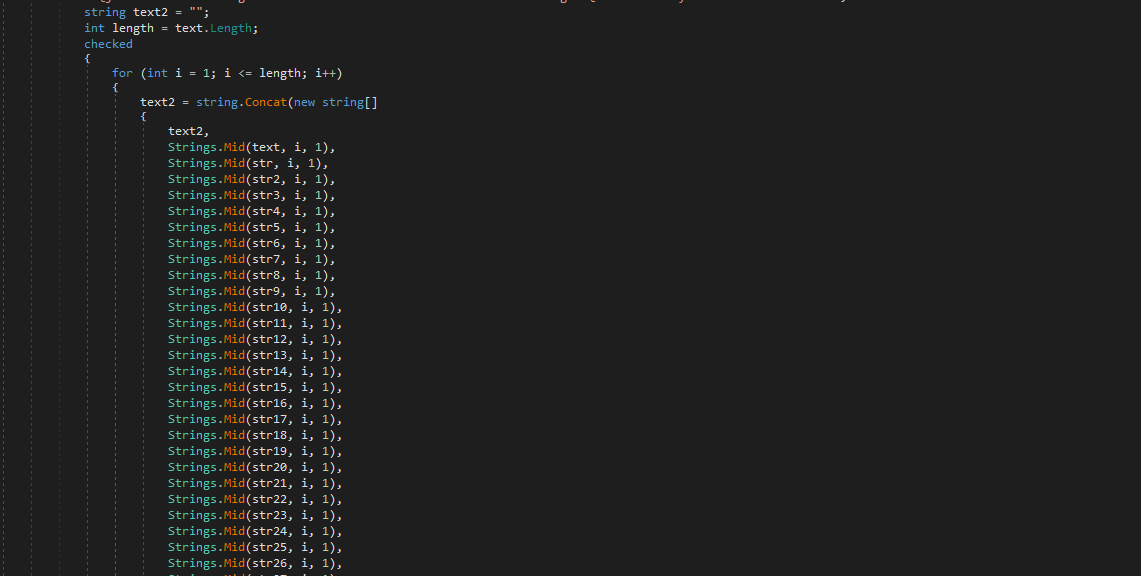 string text2 = "";
int length = text.Length;
checked
{
for (int i = 1; i <= length; i++)
{
text2 = string.Concat(new string[]
{
text2,
Strings.Mid(text, i, 1),
Strings.Mid(str, i, 1),
Strings.Mid(str2, i, 1),
Strings.Mid(str3, i, 1),
Strings.Mid(str4, i, 1),
Strings.Mid(str5, i, 1),
Strings.Mid(str6, i, 1),
Strings.Mid(str7, i, 1),
Strings.Mid(str8, i, 1),
Strings.Mid(str9, i, 1),
Strings.Mid(str10, i, 1),
Strings.Mid(str11, i, 1),
Strings.Mid(str12, i, 1),
Strings.Mid(str13, i, 1),
Strings.Mid(str14, i, 1),
Strings.Mid(str15, i, 1),
Strings.Mid(str16, i, 1),
Strings.Mid(str17, i, 1),
Strings.Mid(str18, i, 1),
Strings.Mid(str19, i, 1),
Strings.Mid(str20, i, 1),
Strings.Mid(str21, i, 1),
Strings.Mid(str22, i, 1),
Strings.Mid(str23, i, 1),
Strings.Mid(str24, i, 1),
Strings.Mid(str25, i, 1),
Strings.Mid(str26, i, 1),